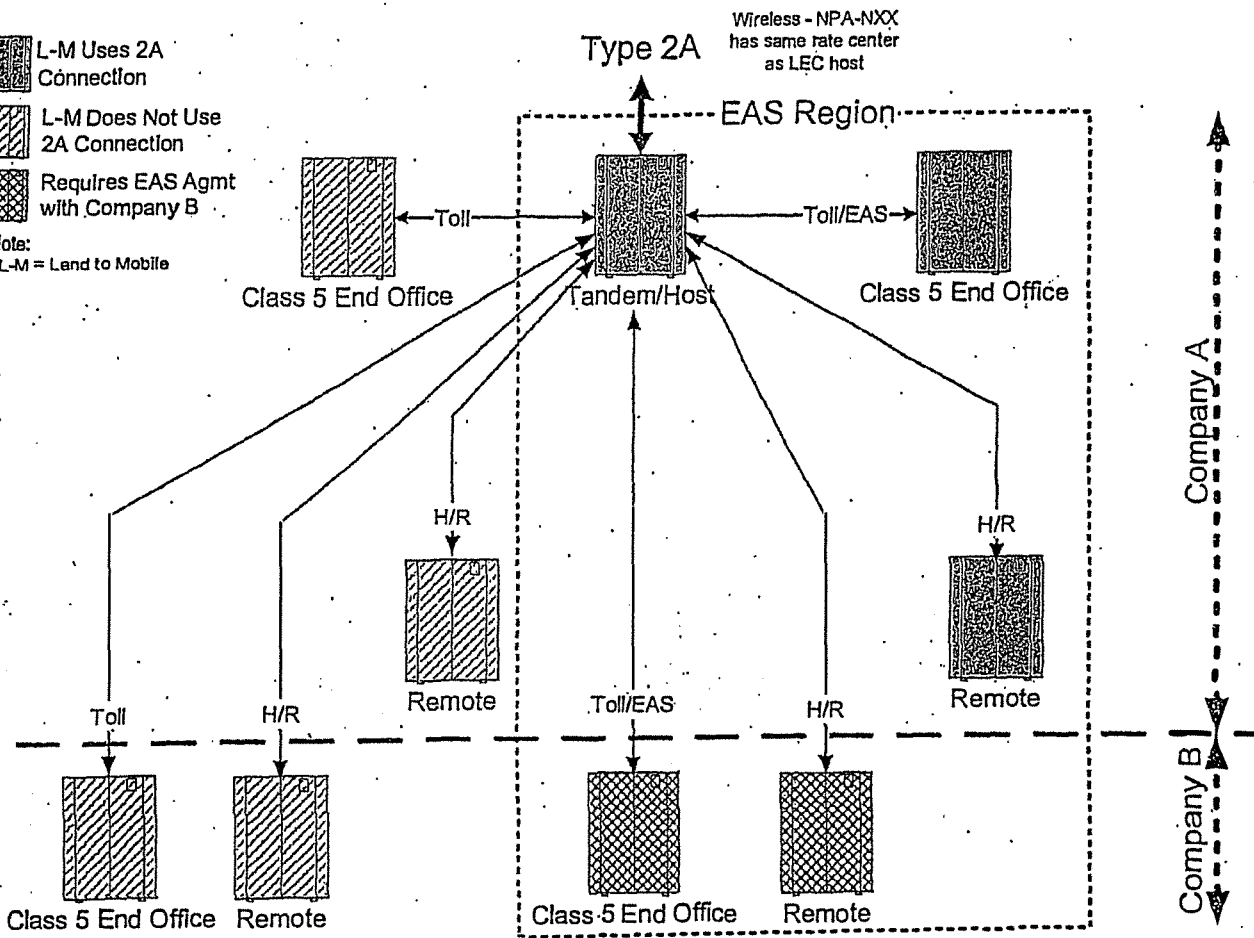 L-M Uses 2A
Connection
L-M Does Not Use
2A Connection
Requires EAS Agmt
with Company B
L-M = Land to Mobile
Type 2A
Wireless - NPA-NXX
has same rate center
as LEC host
EAS Region
Toll
Toll/EAS
Class 5 End Office
Tandem/Host
Class 5 End Office
Company A
H/R
H/R
Remote
Remote
Toll
H/R
Toll/EAS
H/R
Company B
Class 5 End Office
Remote
Class 5 End Office
Remote